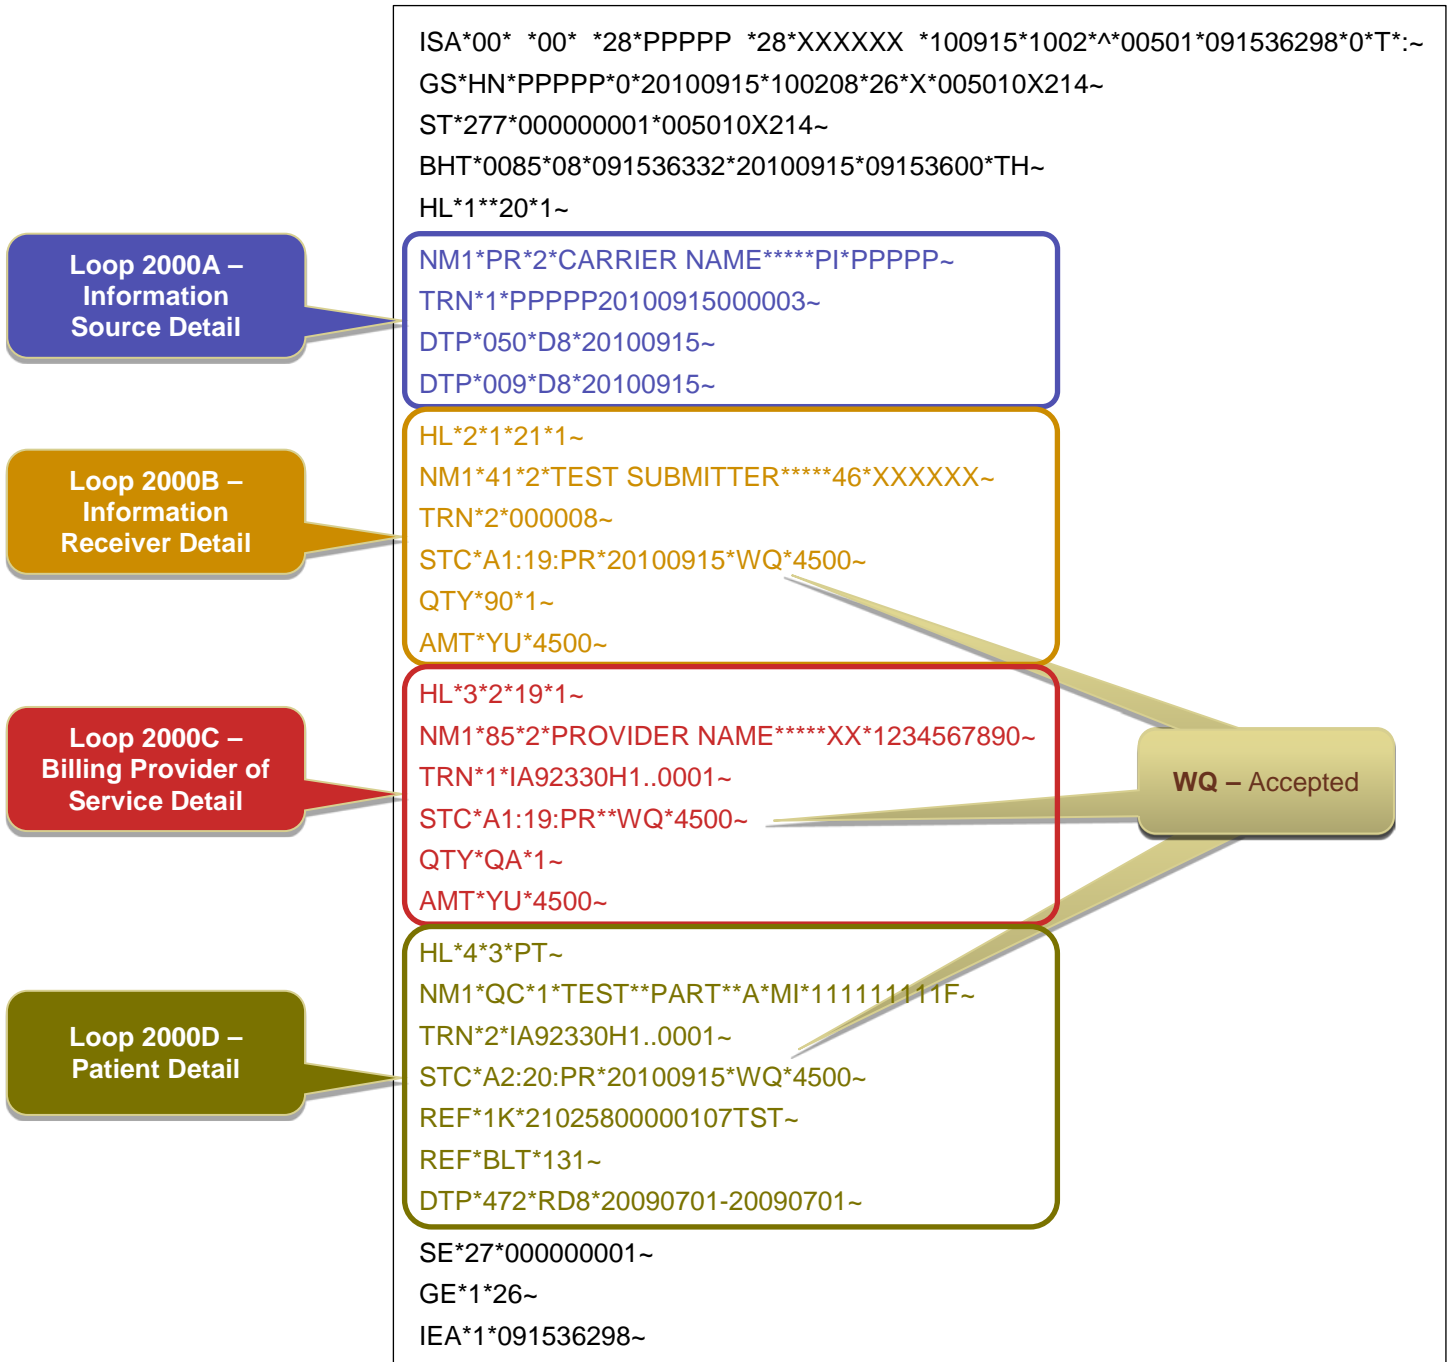 ISA*00* *00* *28*PPPPP *28*XXXXXX *100915*1002*^*00501*091536298*0*T*:~
GS*HN*PPPPP*0*20100915*100208*26*X*005010X214~
ST*277*000000001*005010X214~
BHT*0085*08*091536332*20100915*09153600*TH~
HL*1**20*1~
Loop 2000A –
Information
Source Detail
NM1*PR*2*CARRIER NAME*****PI*PPPPP~
TRN*1*PPPPP20100915000003~
DTP*050*D8*20100915~
DTP*009*D8*20100915~
Loop 2000B –
Information
Receiver Detail
HL*2*1*21*1~
NM1*41*2*TEST SUBMITTER*****46*XXXXXX~
TRN*2*000008~
STC*A1:19:PR*20100915*WQ*4500~
QTY*90*1~
AMT*YU*4500~
Loop 2000C –
Billing Provider of
Service Detail
HL*3*2*19*1~
NM1*85*2*PROVIDER NAME*****XX*1234567890~
TRN*1*IA92330H1..0001~
STC*A1:19:PR**WQ*4500~
QTY*QA*1~
AMT*YU*4500~
WQ – Accepted
Loop 2000D –
Patient Detail
HL*4*3*PT~
NM1*QC*1*TEST**PART**A*MI*111111111F~
TRN*2*IA92330H1..0001~
STC*A2:20:PR*20100915*WQ*4500~
REF*1K*21025800000107TST~
REF*BLT*131~
DTP*472*RD8*20090701-20090701~
SE*27*000000001~
GE*1*26~
IEA*1*091536298~